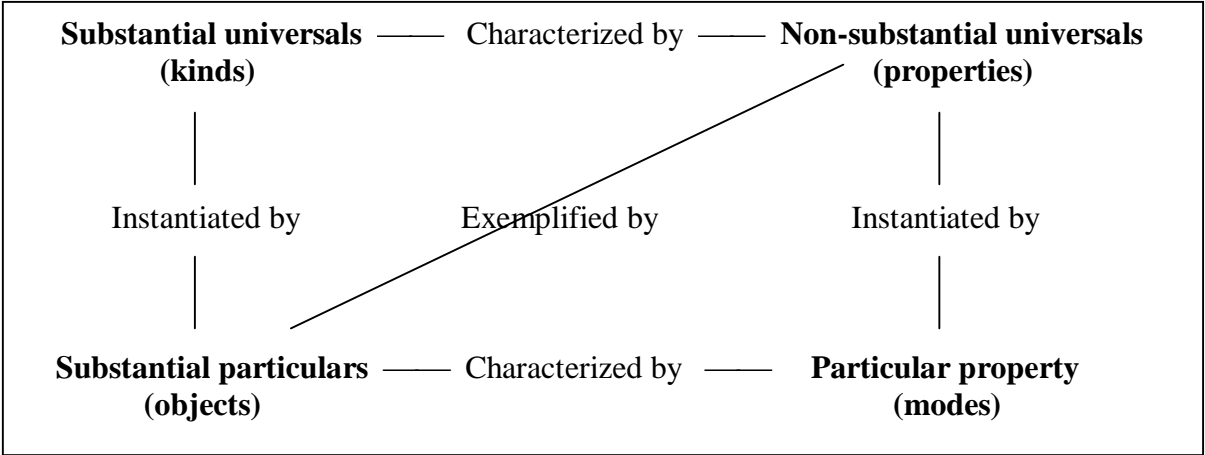 Substantial universals Characterized by Non-substantial universals
(kinds) (properties)
Instantiated by Exemplified by Instantiated by
Substantial particulars Characterized by Particular property
(objects) (modes)